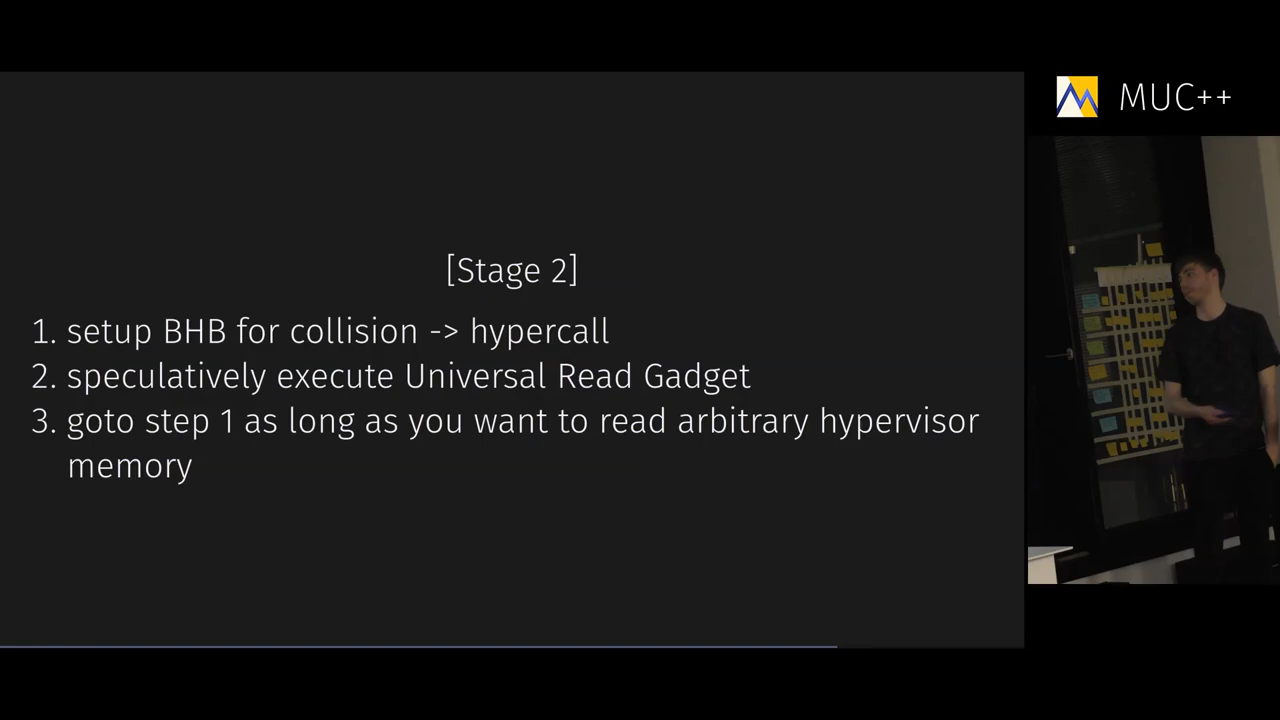 MUC++
[Stage 2]
1. setup BHB for collision -> hypercall
2. speculatively execute Universal Read Gadget
3. goto step 1 as long as you want to read arbitrary hypervisor
memory